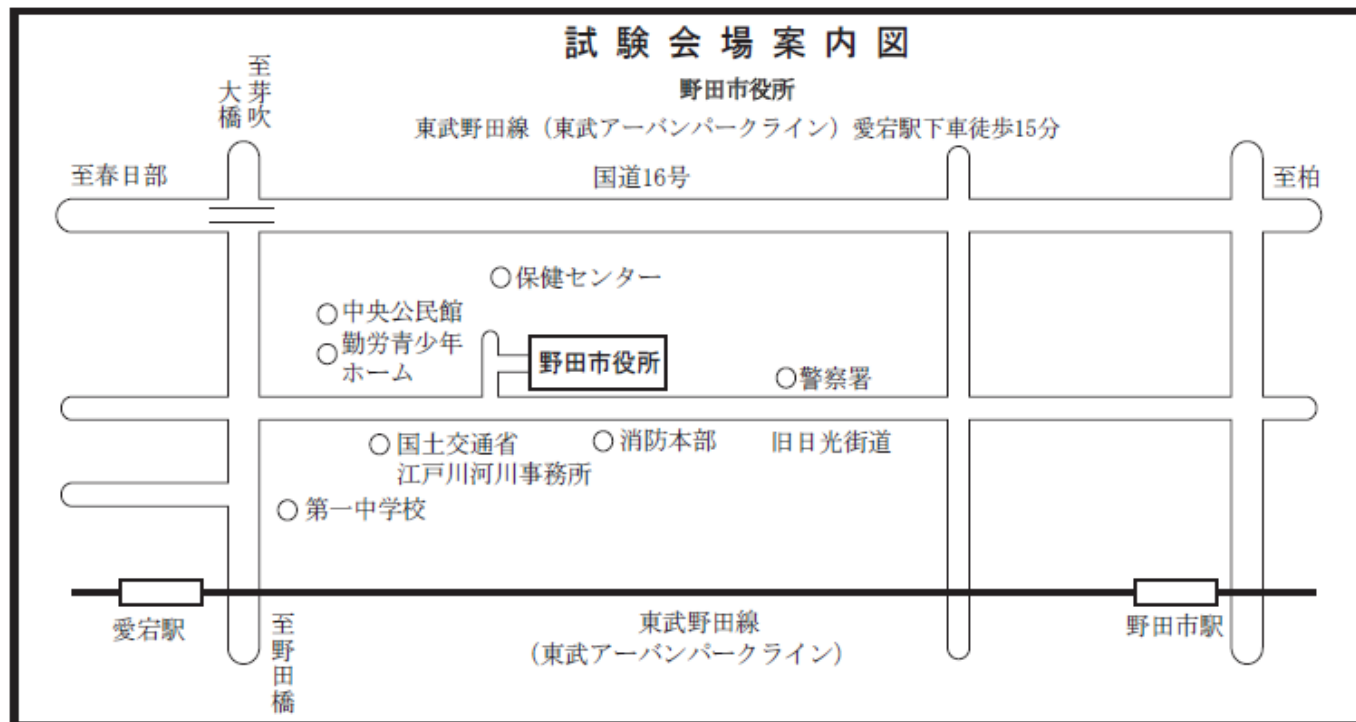 試験会場案内図
野田市役所
東武野田線（東武アーバンパークライン）愛宕駅下車徒歩15分
至芽吹
大橋
至春日部
国道16号
至柏
保健センター
中央公民館
勤労青少年
ホーム
野田市役所
警察署
国土交通省
江戸川河川事務所
消防本部
旧日光街道
第一中学校
愛宕駅
至野田橋
東武野田線
（東武アーバンパークライン）
野田市駅